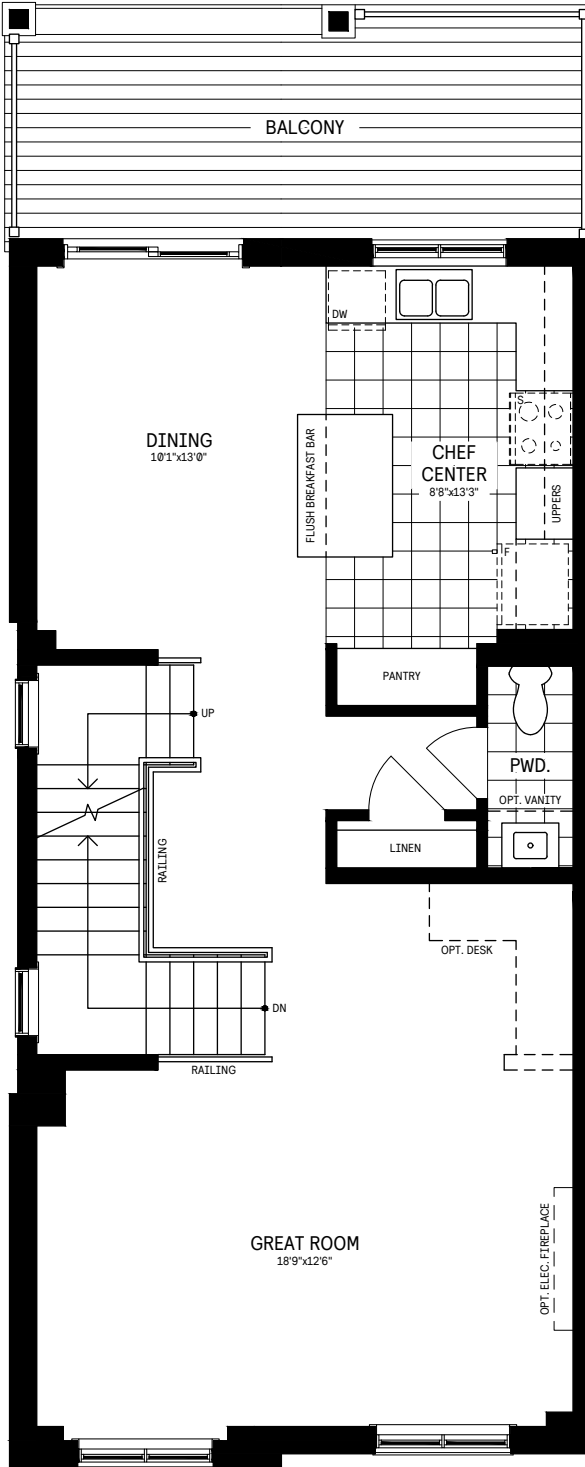 BALCONY
DW
S
DINING
10'1"x13'0"
FLUSH BREAKFAST BAR
CHEF
CENTER
8'8"x13'3"
UPPERS
F
PANTRY
UP
PWD.
OPT. VANITY
RAILING
LINEN
OPT. DESK
DN
RAILING
OPT. ELEC. FIREPLACE
GREAT ROOM
18'9"x12'6"